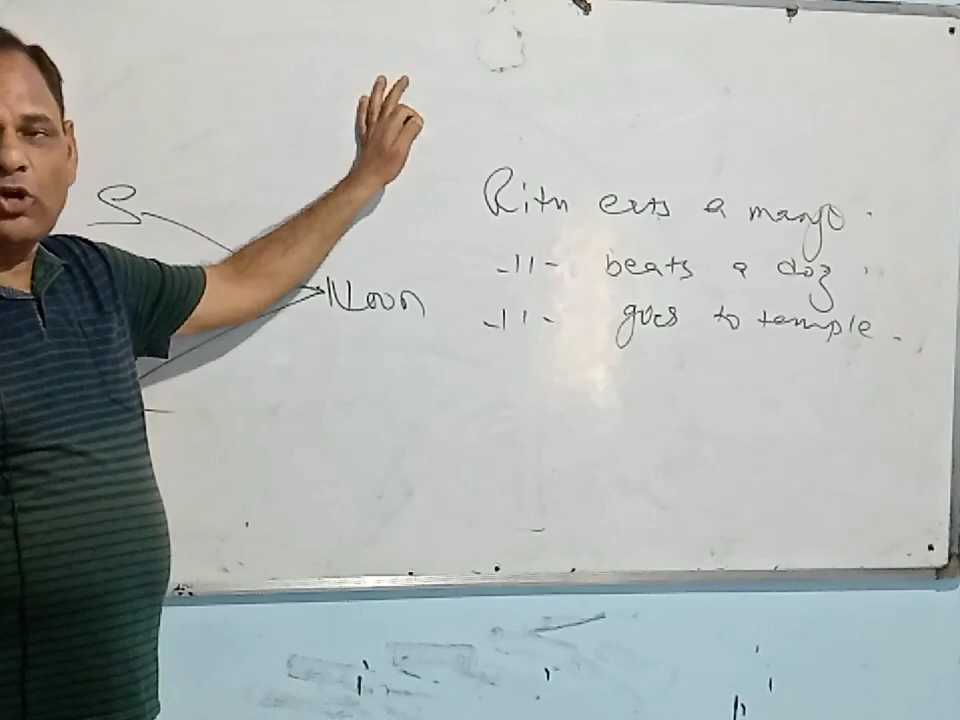 S
Noun
Ritu eats a mango.
-11- beats a dog.
-11- goes to temple.